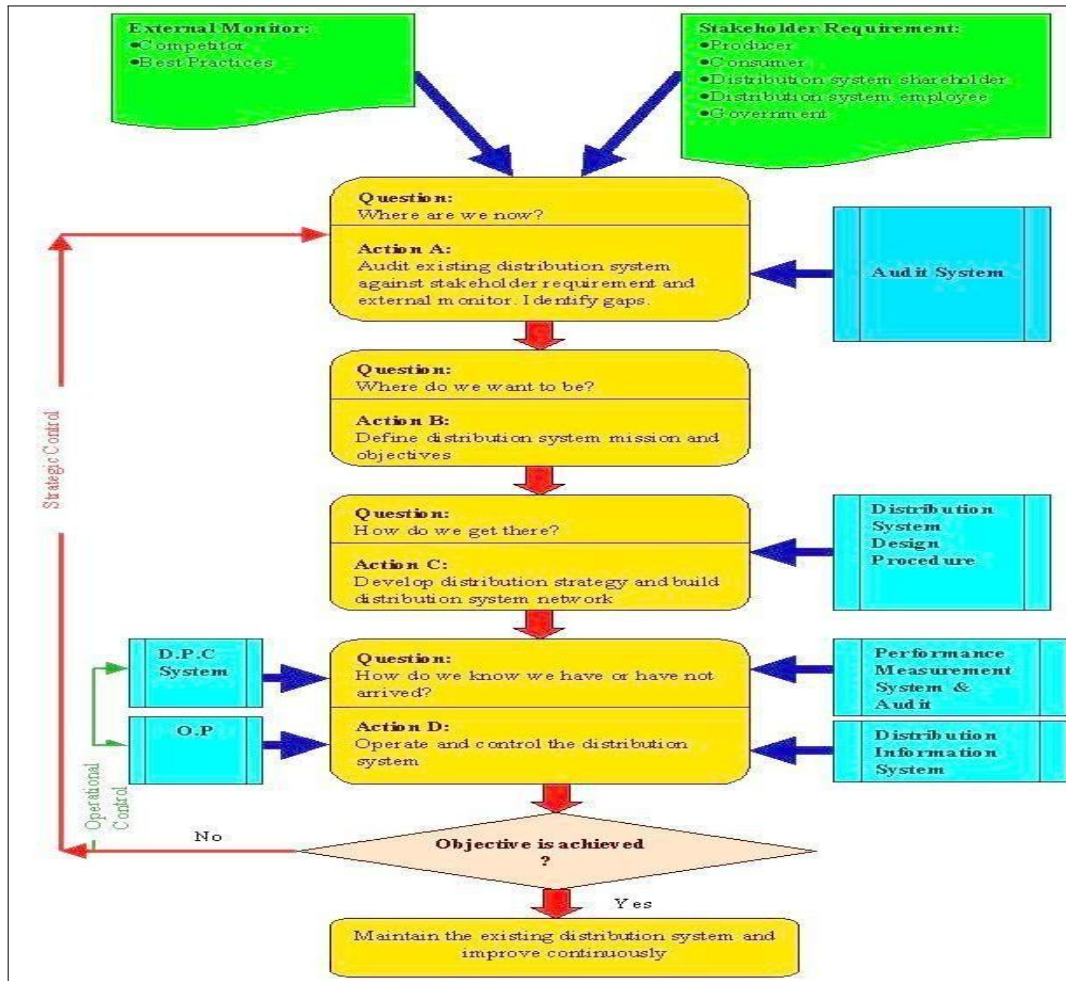 External Monitor:
•Competitor
•Best Practices
Stakeholder Requirement:
•Producer
•Consumer
•Distribution system shareholder
•Distribution system employee
•Government
Question:
Where are we now?
Action A:
Audit existing distribution system
against stakeholder requirement and
external monitor. Identify gaps.
Audit System
Question:
Where do we want to be?
Action B:
Define distribution system mission and
objectives
Strategic Control
Question:
How do we get there?
Action C:
Develop distribution strategy and build
distribution system network
Distribution
System
Design
Procedure
D.P.C
System
O.P
Question:
How do we know we have or have not
arrived?
Action D:
Operate and control the distribution
system
Performance
Measurement
System &
Audit
Distribution
Information
System
Operational
Control
No
Objective is achieved
?
Yes
Maintain the existing distribution system and
improve continuously